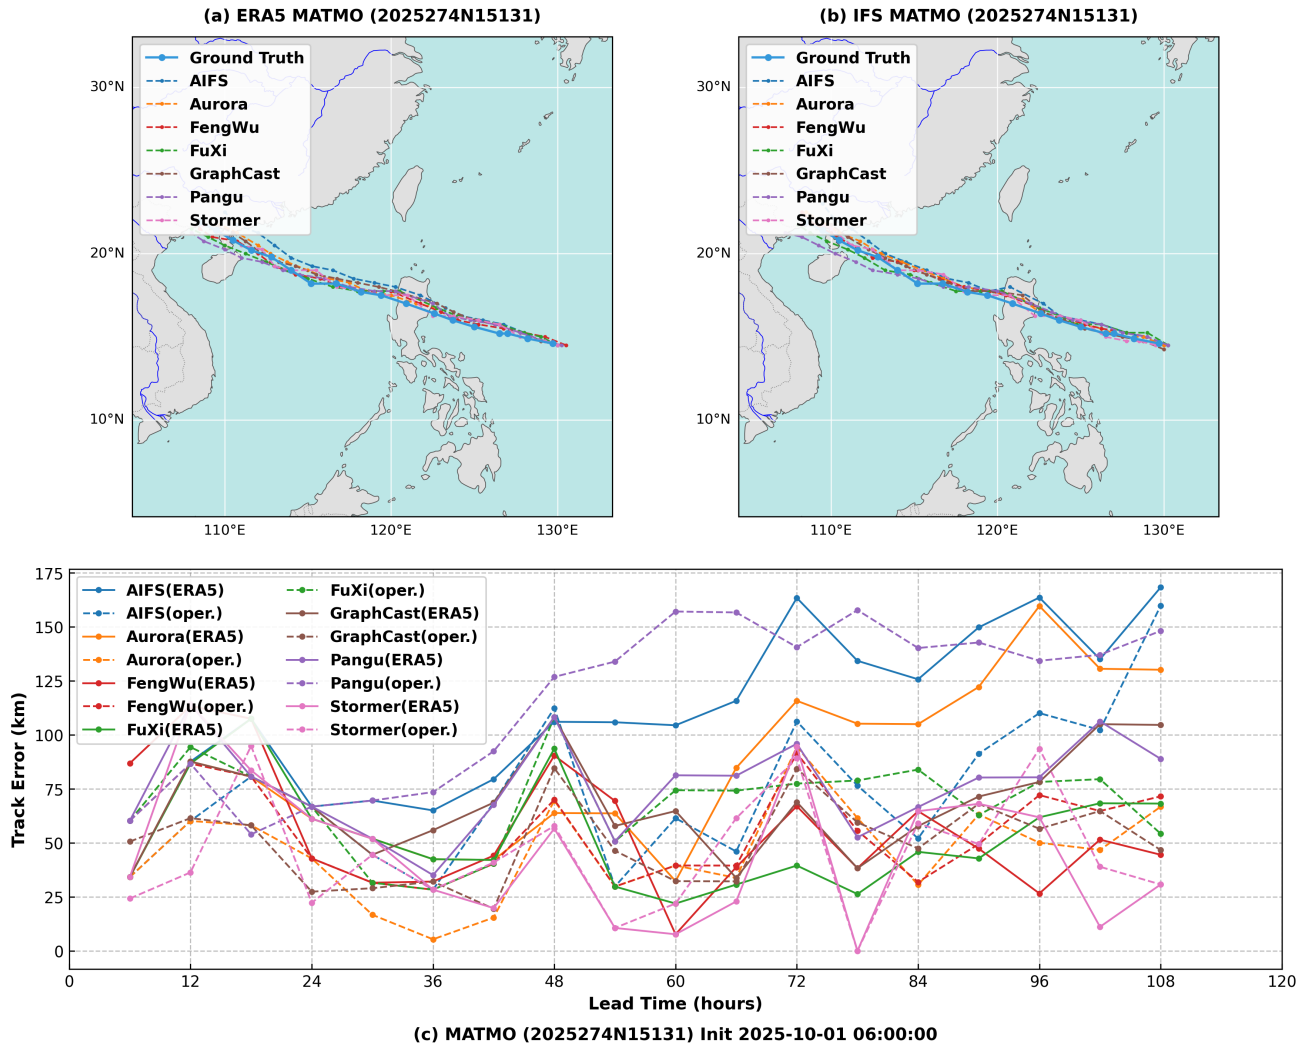 (a) ERA5 MATMO (2025274N15131)
Ground Truth
AIFS
Aurora
FengWu
FuXi
GraphCast
Pangu
Stormer
30°N
20°N
10°N
110°E 120°E 130°E
(b) IFS MATMO (2025274N15131)
Ground Truth
AIFS
Aurora
FengWu
FuXi
GraphCast
Pangu
Stormer
30°N
20°N
10°N
110°E 120°E 130°E
Track Error (km)
175
150
125
100
75
50
25
0
AIFS(ERA5)
AIFS(oper.)
Aurora(ERA5)
Aurora(oper.)
FengWu(ERA5)
FengWu(oper.)
FuXi(ERA5)
FuXi(oper.)
GraphCast(ERA5)
GraphCast(oper.)
Pangu(ERA5)
Pangu(oper.)
Stormer(ERA5)
Stormer(oper.)
0 12 24 36 48 60 72 84 96 108 120
Lead Time (hours)
(c) MATMO (2025274N15131) Init 2025-10-01 06:00:00